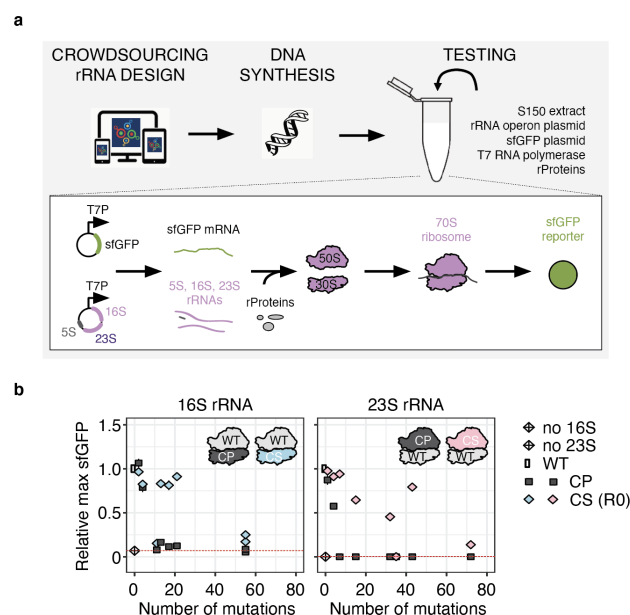 a
CROWDSOURCING
rRNA DESIGN
DNA
SYNTHESIS
TESTING
S150 extract
rRNA operon plasmid
sfGFP plasmid
T7 RNA polymerase
rProteins
T7P
sfGFP
T7P
16S
5S
23S
sfGFP mRNA
5S, 16S, 23S
rRNAs
rProteins
50S
30S
70S
ribosome
sfGFP
reporter
b
16S rRNA
23S rRNA
Relative max sfGFP
1.5
1.0
0.5
0
WT
CP
WT
CS
CP
WT
CS
WT
0 20 40 60 80
0 20 40 60 80
Number of mutations
Number of mutations
no 16S
no 23S
WT
CP
CS (R0)